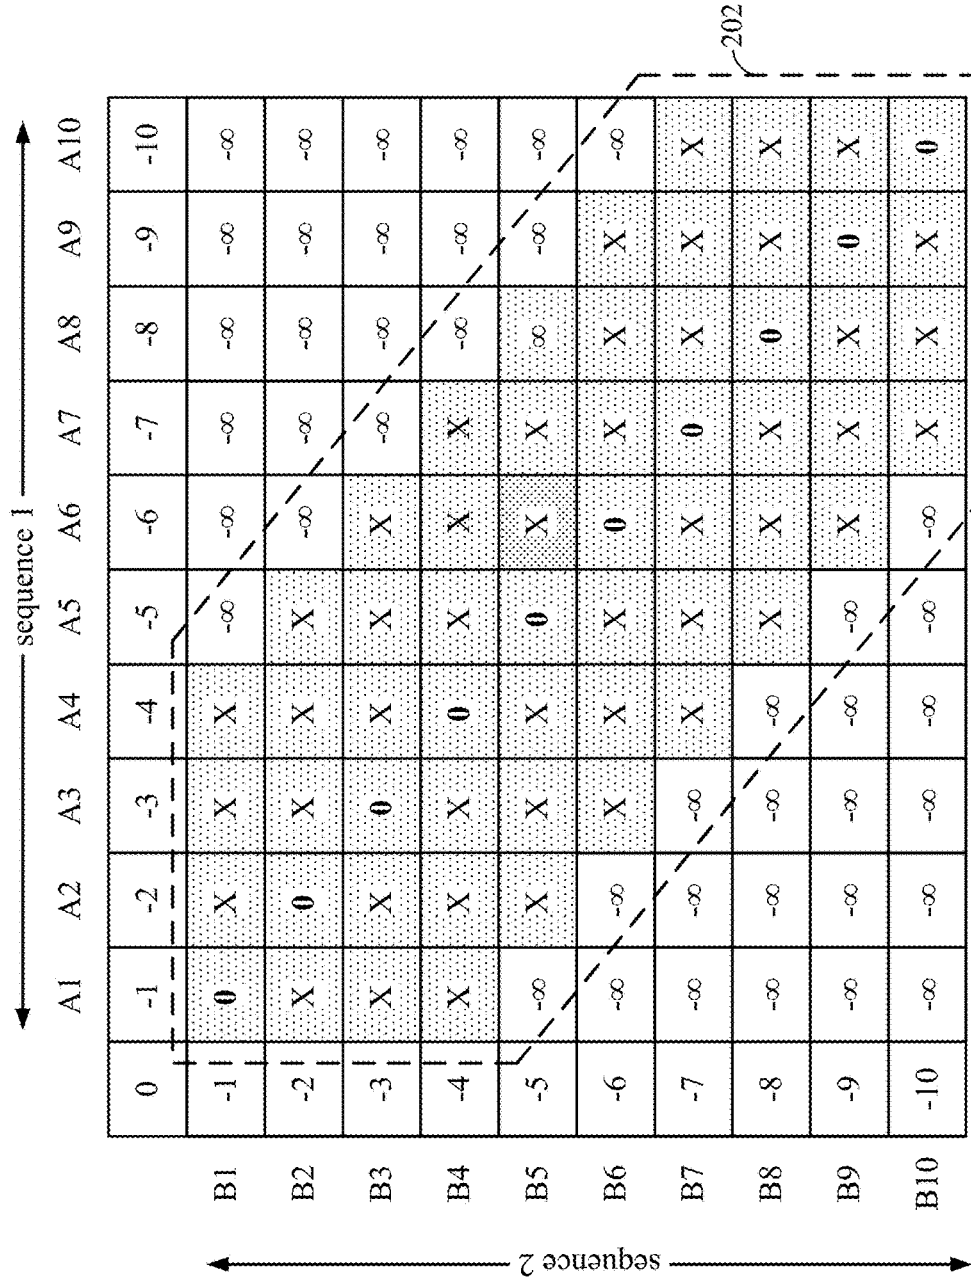 sequence 1
A1 A2 A3 A4 A5 A6 A7 A8 A9 A10
0 -1 -2 -3 -4 -5 -6 -7 -8 -9 -10
202
B1 -1 0 X X X -∞ -∞ -∞ -∞ -∞ -∞
B2 -2 X 0 X X X -∞ -∞ -∞ -∞ -∞
B3 -3 X X 0 X X X -∞ -∞ -∞ -∞
B4 -4 X X X 0 X X X -∞ -∞ -∞
B5 -5 -∞ X X X 0 X X ∞ -∞ -∞
B6 -6 -∞ -∞ X X X 0 X X X -∞
B7 -7 -∞ -∞ -∞ X X X 0 X X X
B8 -8 -∞ -∞ -∞ -∞ X X X 0 X X
B9 -9 -∞ -∞ -∞ -∞ -∞ X X X 0 X
B10 -10 -∞ -∞ -∞ -∞ -∞ -∞ X X X 0
sequence 2